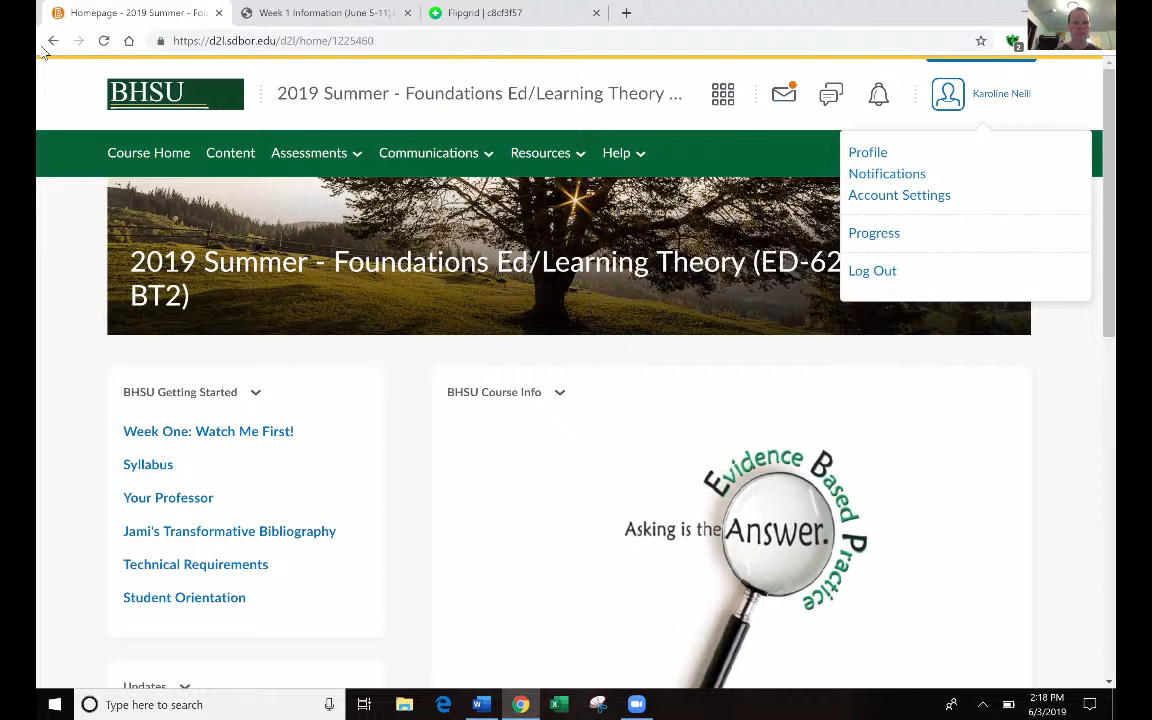 Homepage - 2019 Summer - Fou
Week 1 Information (June 5-11)
Flipgrid | c8cf3f57
https://d2l.sdbor.edu/d2l/home/1225460
2
BHSU
2019 Summer - Foundations Ed/Learning Theory ...
Karoline Neill
Course Home
Content
Assessments
Communications
Resources
Help
Profile
Notifications
Account Settings
Progress
Log Out
2019 Summer - Foundations Ed/Learning Theory (ED-62
BT2)
BHSU Getting Started
Week One: Watch Me First!
Syllabus
Your Professor
Jami's Transformative Bibliography
Technical Requirements
Student Orientation
Updates
BHSU Course Info
Evidence Based Practice
Asking is the Answer.
Type here to search
2:18 PM
6/3/2019